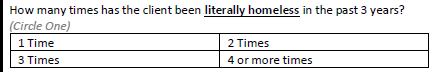 How many times has the client been literally homeless in the past 3 years?
(Circle One)
1 Time 2 Times
3 Times 4 or more times